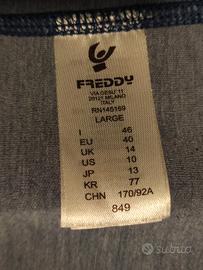 FREDDY
VIA GESU' 11
20121 MILANO
ITALY
RN145169
LARGE
I 46
EU 40
UK 14
US 10
JP 13
KR 77
CHN 170/92A
849
subito